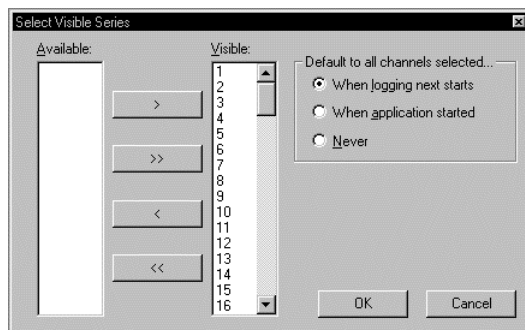 Select Visible Series
Available:
Visible:
>
>>
<
<<
1
2
3
4
5
6
7
8
9
10
11
12
13
14
15
16
Default to all channels selected...
When logging next starts
When application started
Never
OK
Cancel